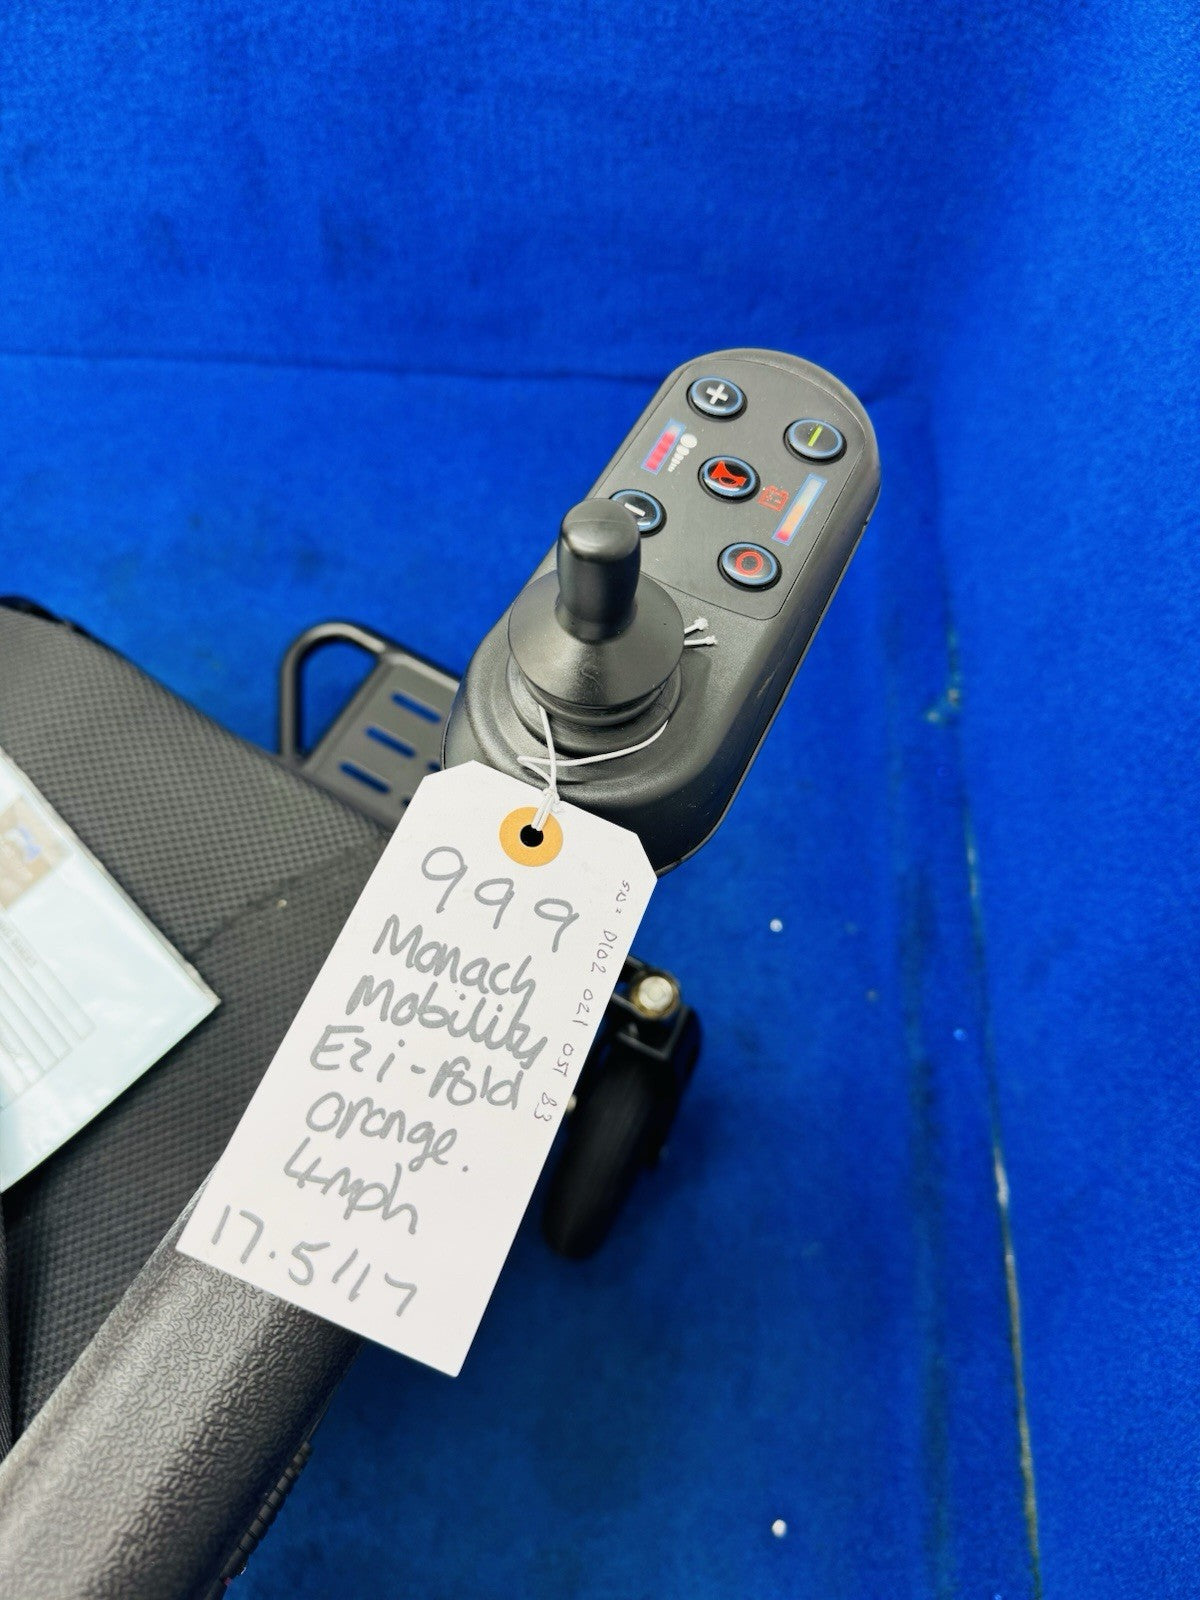 999
Monach
Mobility
Ezi-Fold
orange.
4mph
17.5/17